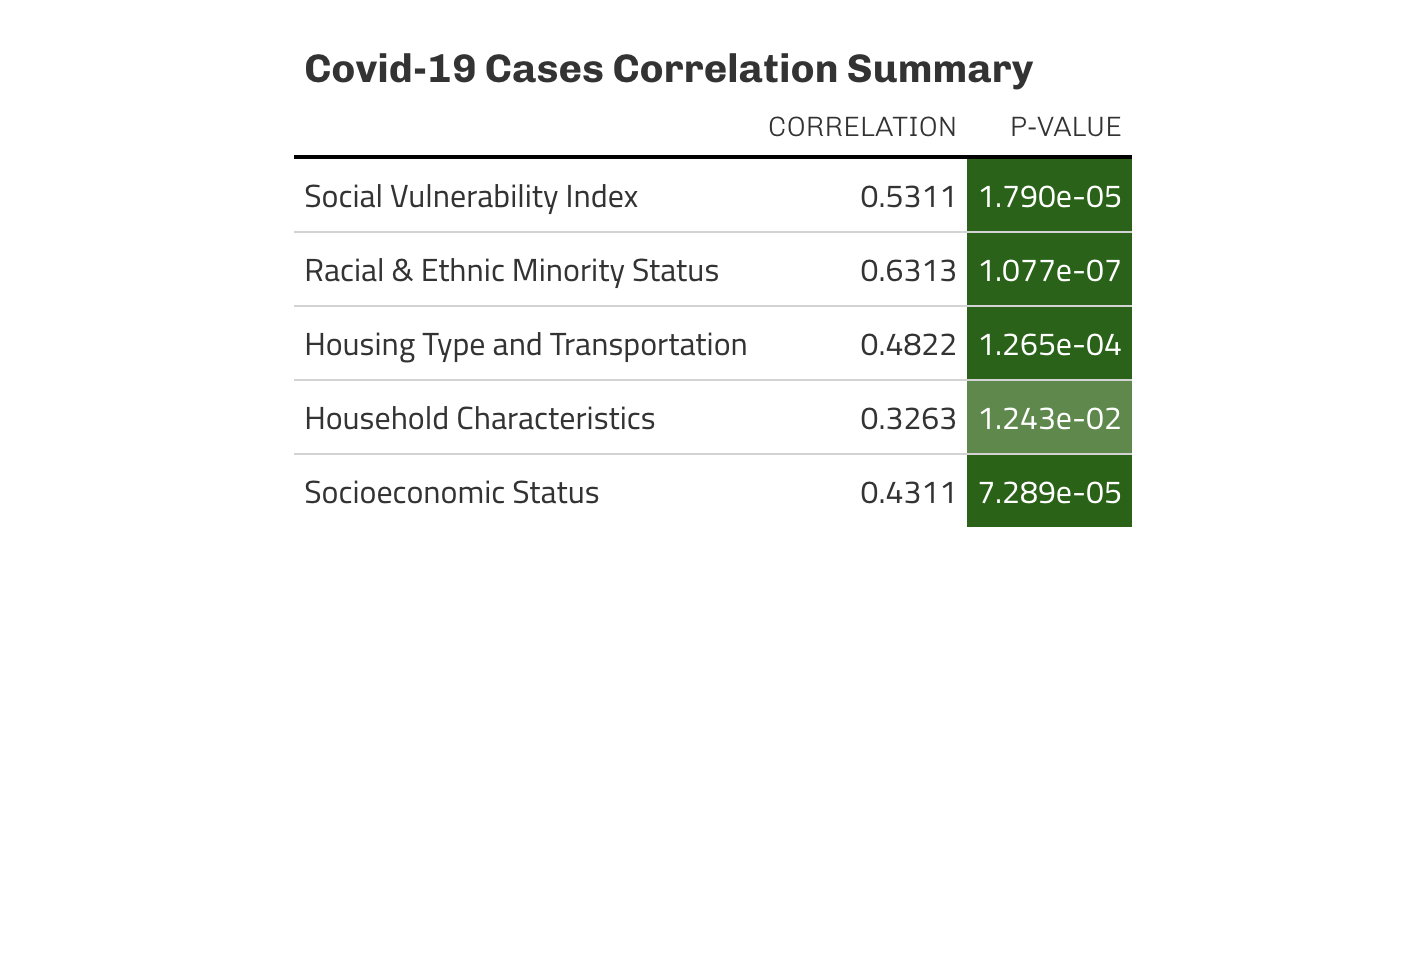 Covid-19 Cases Correlation Summary
CORRELATION P-VALUE
Social Vulnerability Index 0.5311 1.790e-05
Racial & Ethnic Minority Status 0.6313 1.077e-07
Housing Type and Transportation 0.4822 1.265e-04
Household Characteristics 0.3263 1.243e-02
Socioeconomic Status 0.4311 7.289e-05